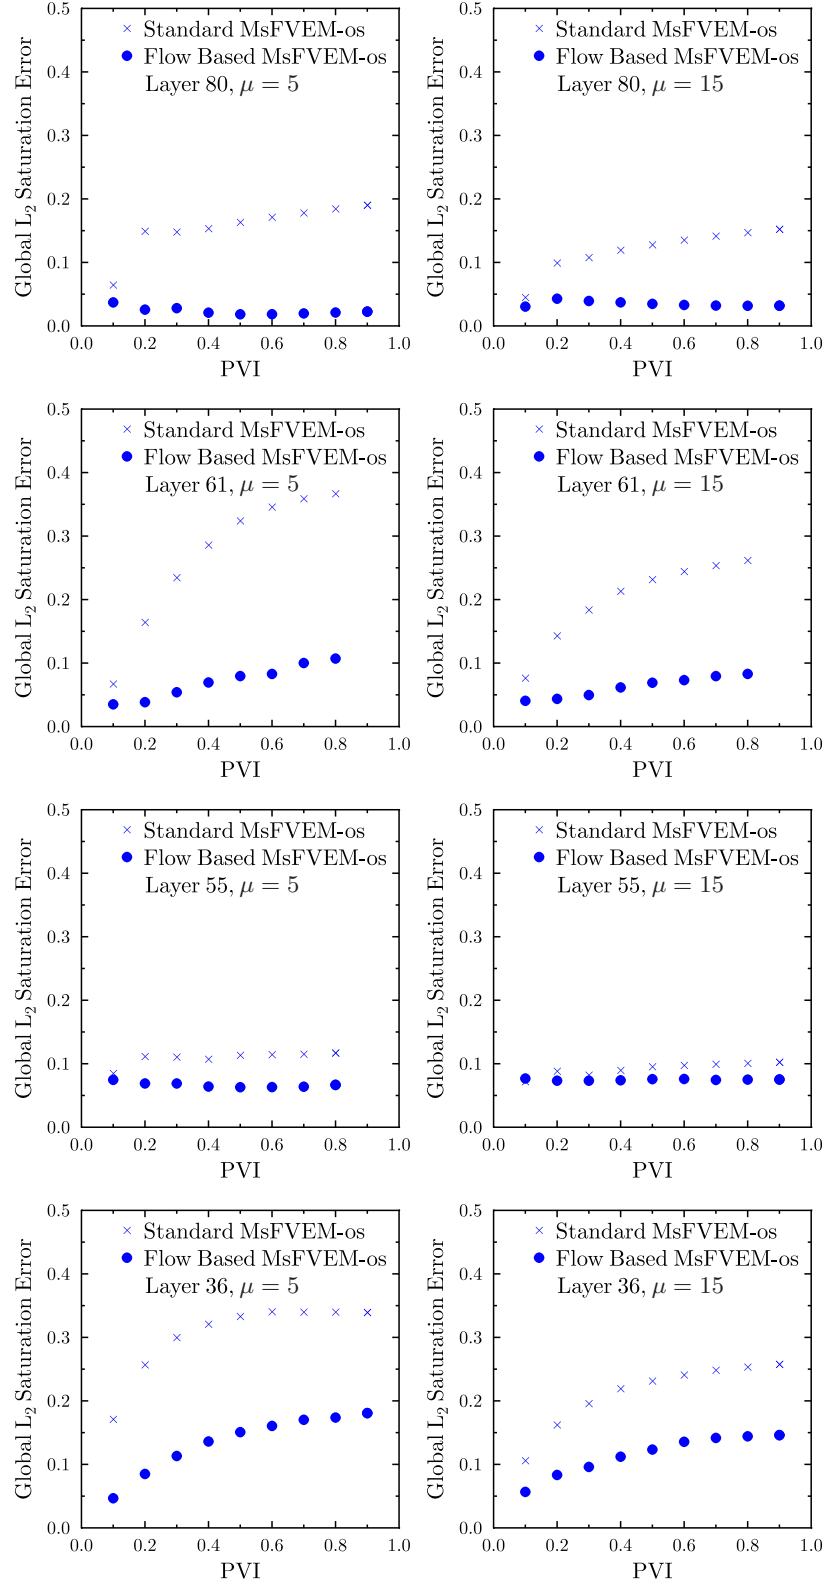 0.5
0.4
0.3
0.2
0.1
0.0
0.0 0.2 0.4 0.6 0.8 1.0
PVI
Global L₂ Saturation Error
Standard MsFVEM-os
Flow Based MsFVEM-os
Layer 80, μ = 5
0.5
0.4
0.3
0.2
0.1
0.0
0.0 0.2 0.4 0.6 0.8 1.0
PVI
Global L₂ Saturation Error
Standard MsFVEM-os
Flow Based MsFVEM-os
Layer 80, μ = 15
0.5
0.4
0.3
0.2
0.1
0.0
0.0 0.2 0.4 0.6 0.8 1.0
PVI
Global L₂ Saturation Error
Standard MsFVEM-os
Flow Based MsFVEM-os
Layer 61, μ = 5
0.5
0.4
0.3
0.2
0.1
0.0
0.0 0.2 0.4 0.6 0.8 1.0
PVI
Global L₂ Saturation Error
Standard MsFVEM-os
Flow Based MsFVEM-os
Layer 61, μ = 15
0.5
0.4
0.3
0.2
0.1
0.0
0.0 0.2 0.4 0.6 0.8 1.0
PVI
Global L₂ Saturation Error
Standard MsFVEM-os
Flow Based MsFVEM-os
Layer 55, μ = 5
0.5
0.4
0.3
0.2
0.1
0.0
0.0 0.2 0.4 0.6 0.8 1.0
PVI
Global L₂ Saturation Error
Standard MsFVEM-os
Flow Based MsFVEM-os
Layer 55, μ = 15
0.5
0.4
0.3
0.2
0.1
0.0
0.0 0.2 0.4 0.6 0.8 1.0
PVI
Global L₂ Saturation Error
Standard MsFVEM-os
Flow Based MsFVEM-os
Layer 36, μ = 5
0.5
0.4
0.3
0.2
0.1
0.0
0.0 0.2 0.4 0.6 0.8 1.0
PVI
Global L₂ Saturation Error
Standard MsFVEM-os
Flow Based MsFVEM-os
Layer 36, μ = 15